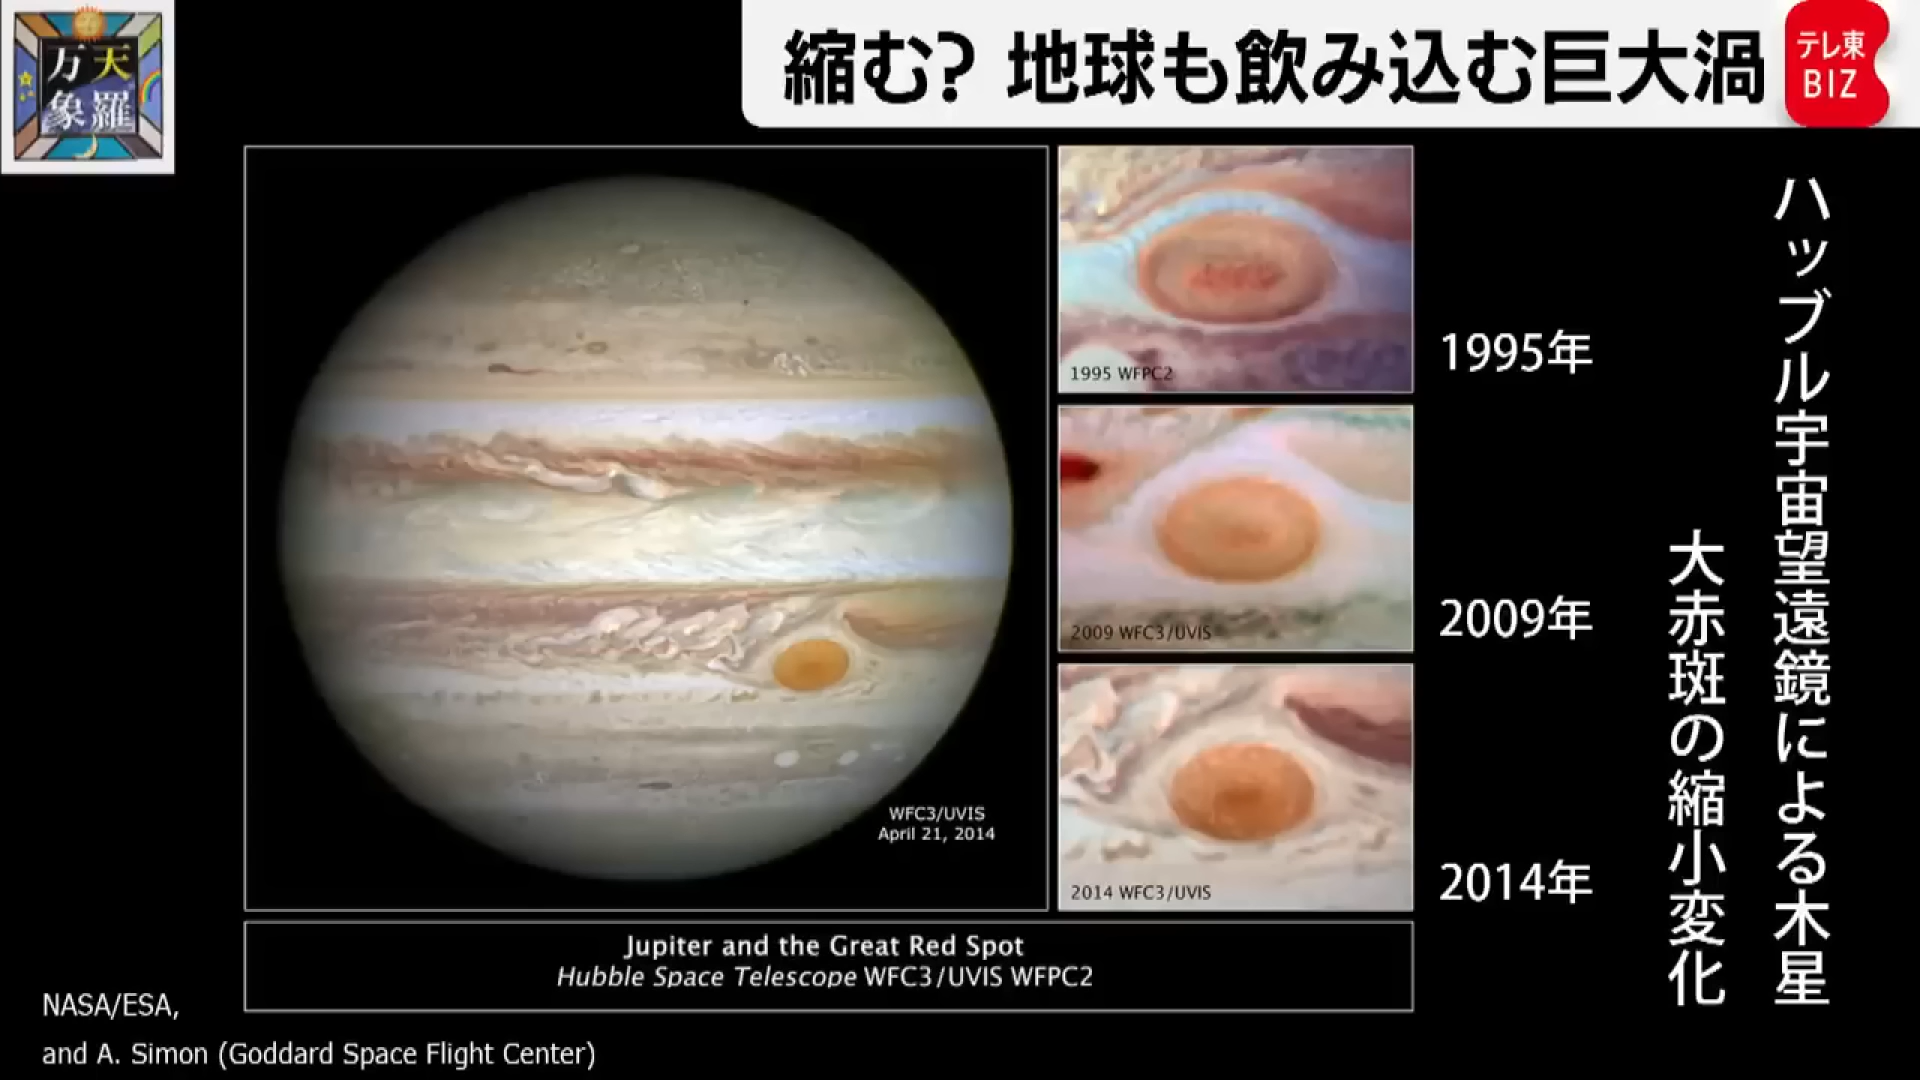 天羅
万象
縮む? 地球も飲み込む巨大渦
テレ東
BIZ
ハッブル宇宙望遠鏡による木星
大赤斑の縮小変化
1995 WFPC2
1995年
2009 WFC3/UVIS
2009年
2014 WFC3/UVIS
2014年
WFC3/UVIS
April 21, 2014
Jupiter and the Great Red Spot
Hubble Space Telescope WFC3/UVIS WFPC2
NASA/ESA,
and A. Simon (Goddard Space Flight Center)